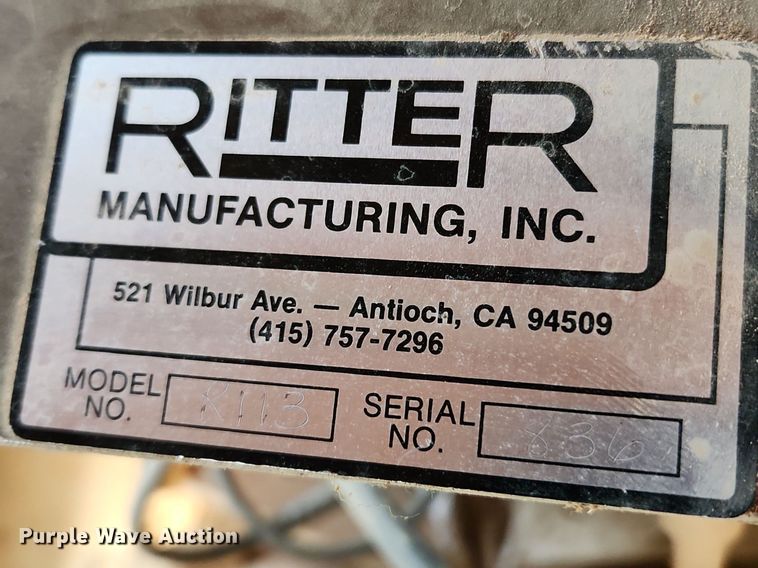 RITTER
MANUFACTURING, INC.
521 Wilbur Ave. — Antioch, CA 94509
(415) 757-7296
MODEL NO. R113
SERIAL NO. 836
Purple Wave Auction